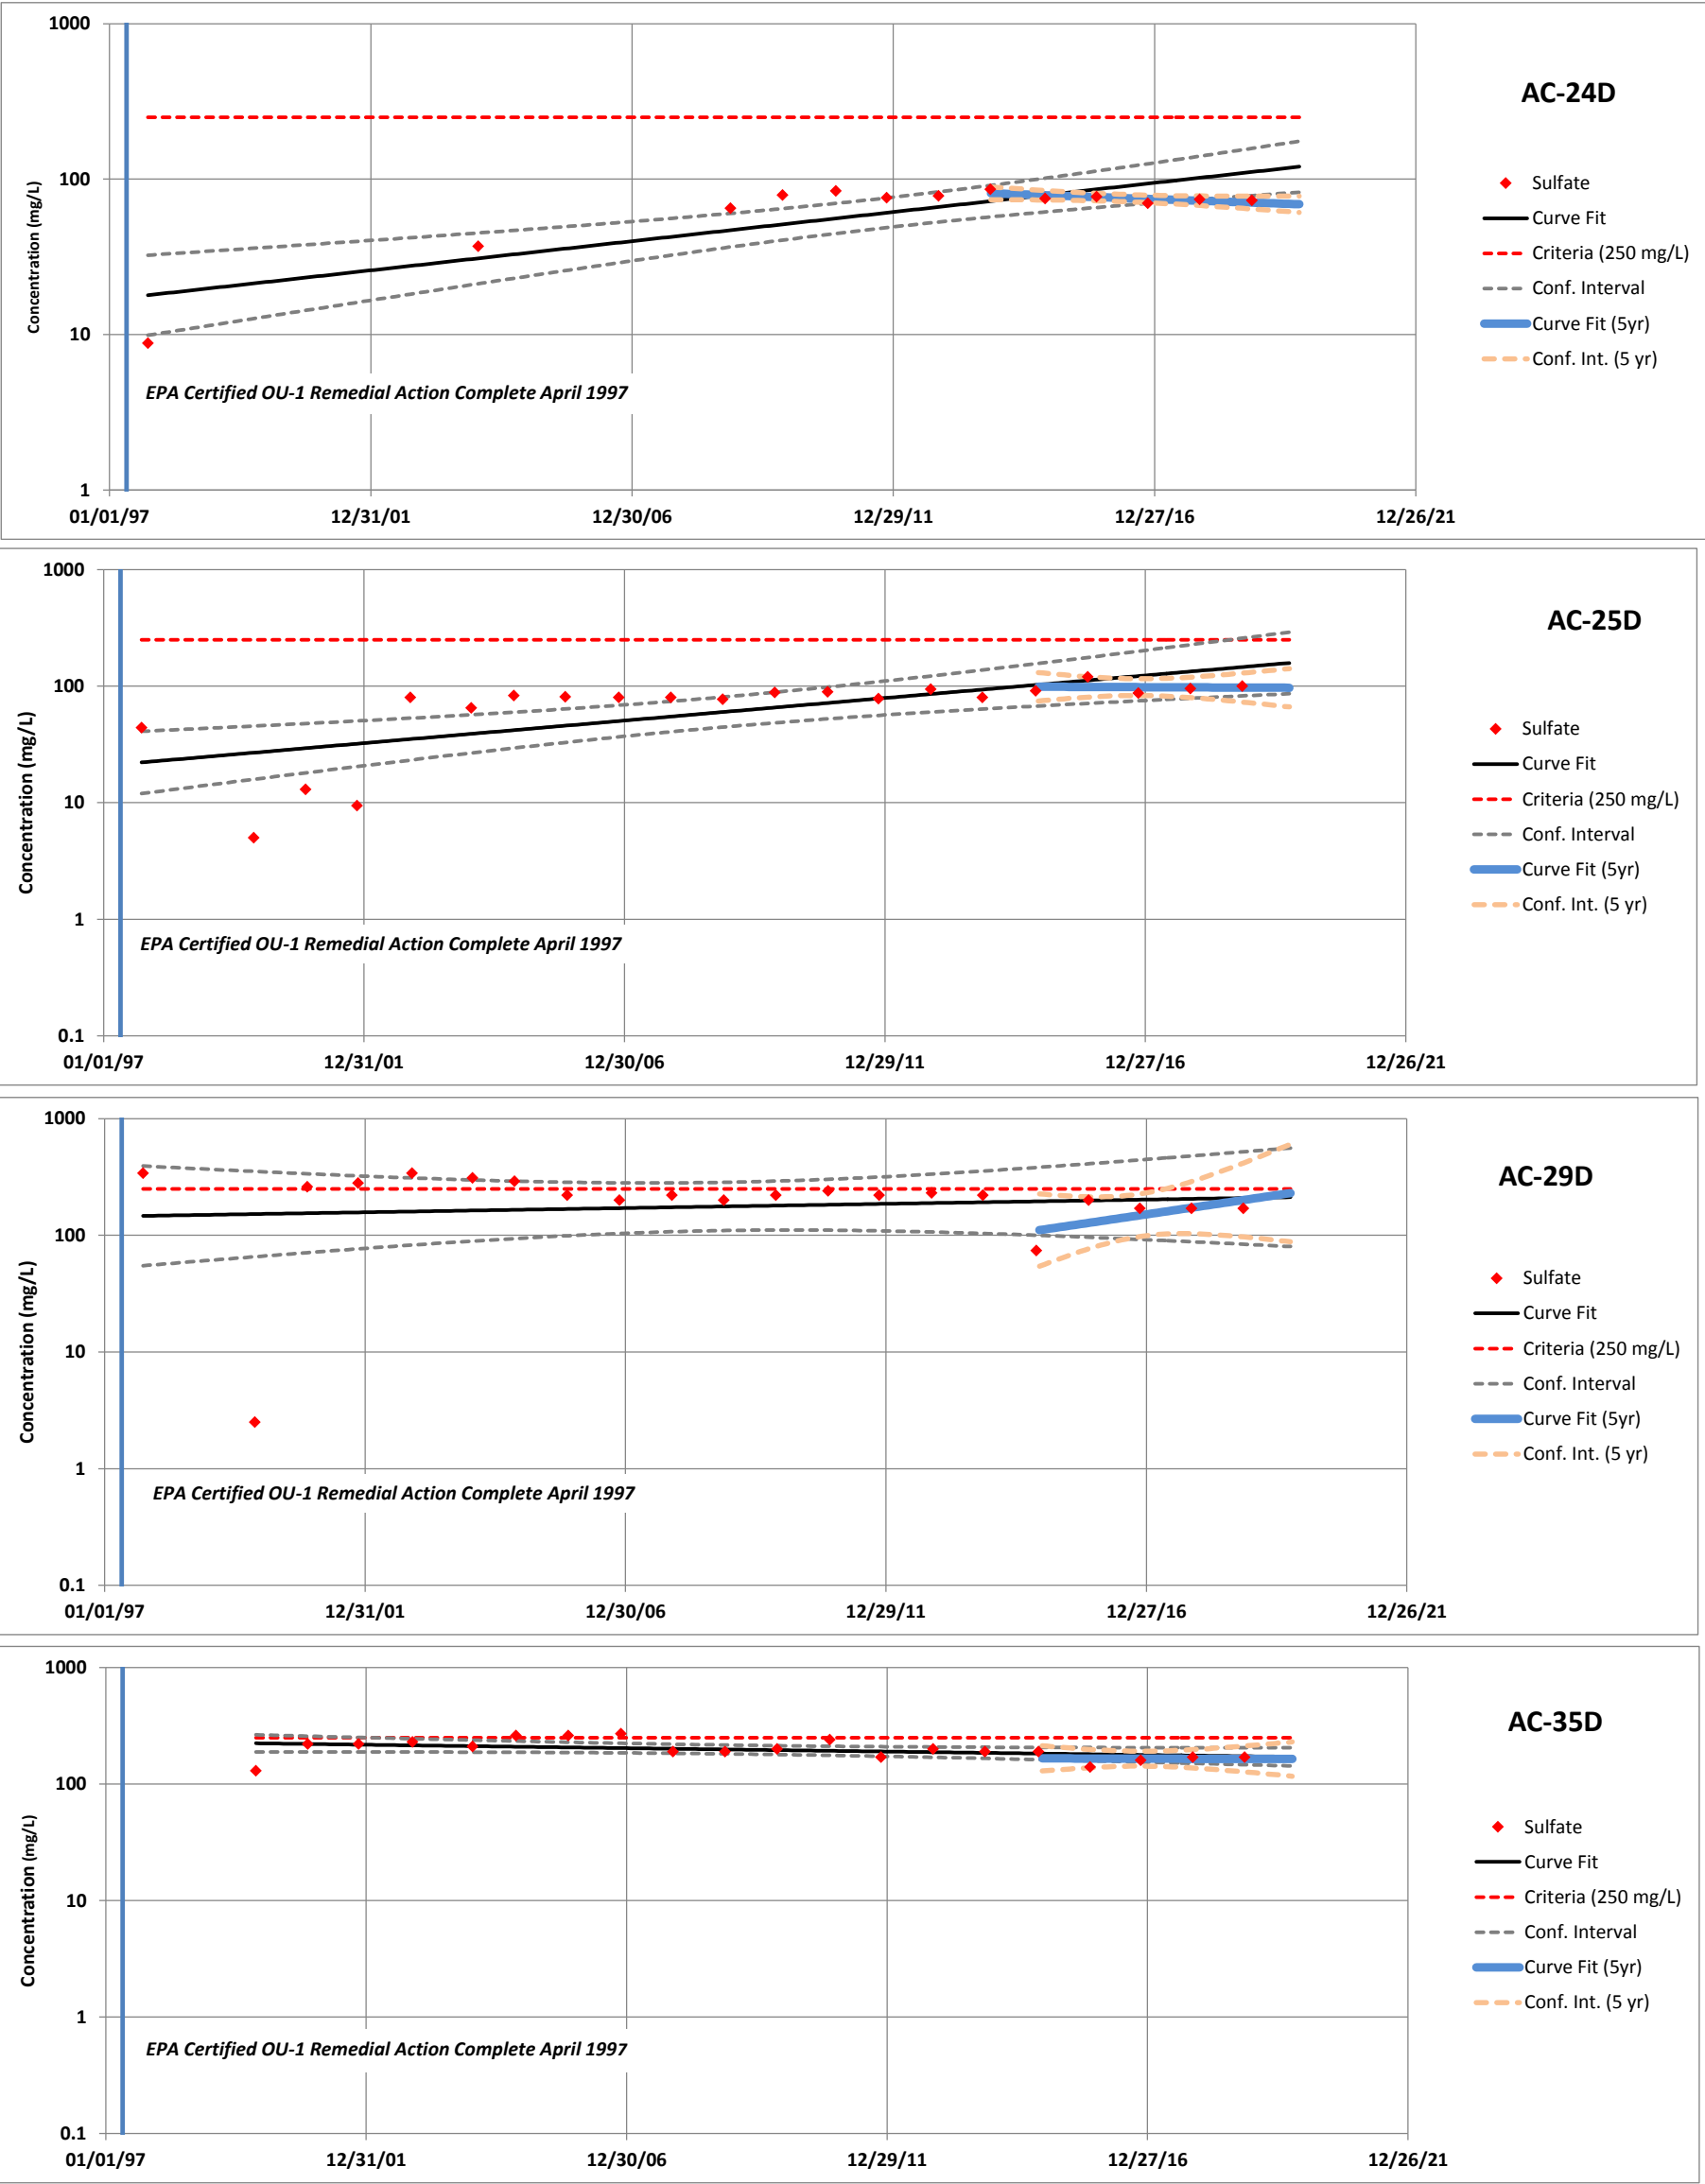 AC-24D
Concentration (mg/L)
1000
100
10
1
01/01/97 12/31/01 12/30/06 12/29/11 12/27/16 12/26/21
EPA Certified OU-1 Remedial Action Complete April 1997
Sulfate
Curve Fit
Criteria (250 mg/L)
Conf. Interval
Curve Fit (5yr)
Conf. Int. (5 yr)
AC-25D
Concentration (mg/L)
1000
100
10
1
0.1
01/01/97 12/31/01 12/30/06 12/29/11 12/27/16 12/26/21
EPA Certified OU-1 Remedial Action Complete April 1997
Sulfate
Curve Fit
Criteria (250 mg/L)
Conf. Interval
Curve Fit (5yr)
Conf. Int. (5 yr)
AC-29D
Concentration (mg/L)
1000
100
10
1
0.1
01/01/97 12/31/01 12/30/06 12/29/11 12/27/16 12/26/21
EPA Certified OU-1 Remedial Action Complete April 1997
Sulfate
Curve Fit
Criteria (250 mg/L)
Conf. Interval
Curve Fit (5yr)
Conf. Int. (5 yr)
AC-35D
Concentration (mg/L)
1000
100
10
1
0.1
01/01/97 12/31/01 12/30/06 12/29/11 12/27/16 12/26/21
EPA Certified OU-1 Remedial Action Complete April 1997
Sulfate
Curve Fit
Criteria (250 mg/L)
Conf. Interval
Curve Fit (5yr)
Conf. Int. (5 yr)